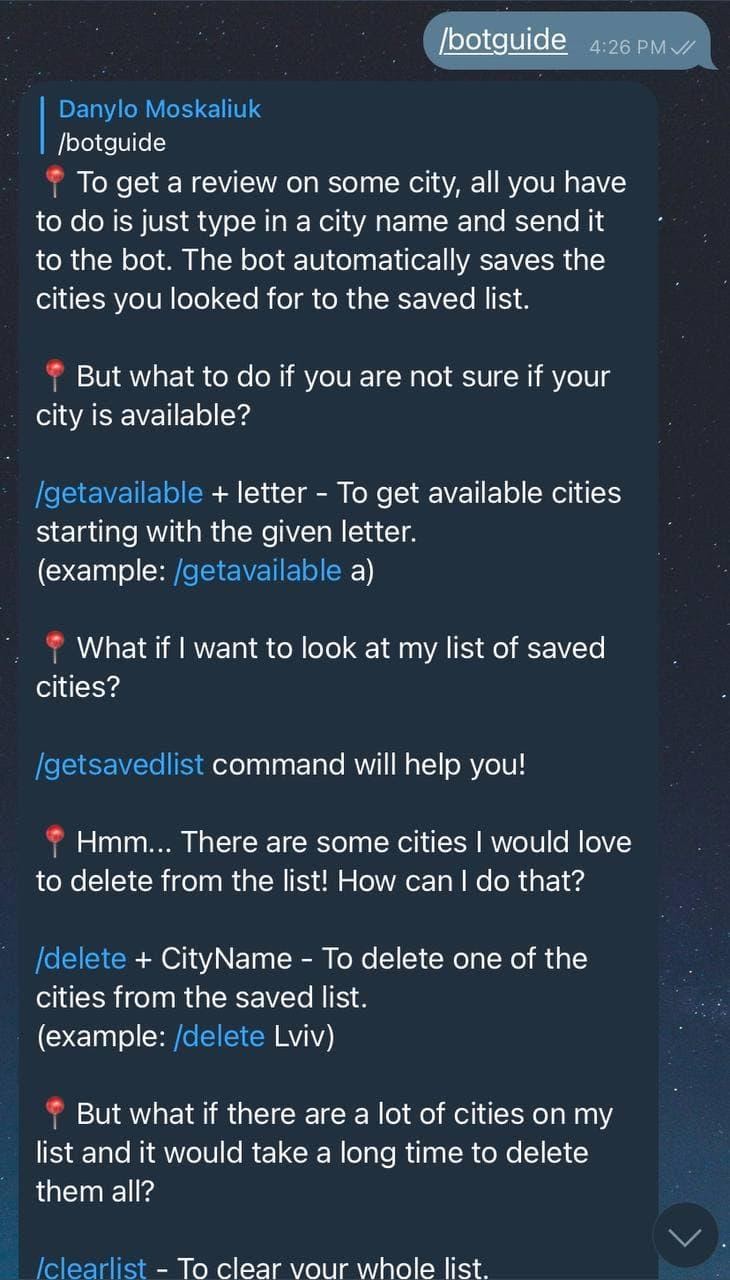 /botguide 4:26 PM
Danylo Moskaliuk
/botguide
To get a review on some city, all you have
to do is just type in a city name and send it
to the bot. The bot automatically saves the
cities you looked for to the saved list.
But what to do if you are not sure if your
city is available?
/getavailable + letter - To get available cities
starting with the given letter.
(example: /getavailable a)
What if I want to look at my list of saved
cities?
/getsavedlist command will help you!
Hmm... There are some cities I would love
to delete from the list! How can I do that?
/delete + CityName - To delete one of the
cities from the saved list.
(example: /delete Lviv)
But what if there are a lot of cities on my
list and it would take a long time to delete
them all?
/clearlist - To clear your whole list.